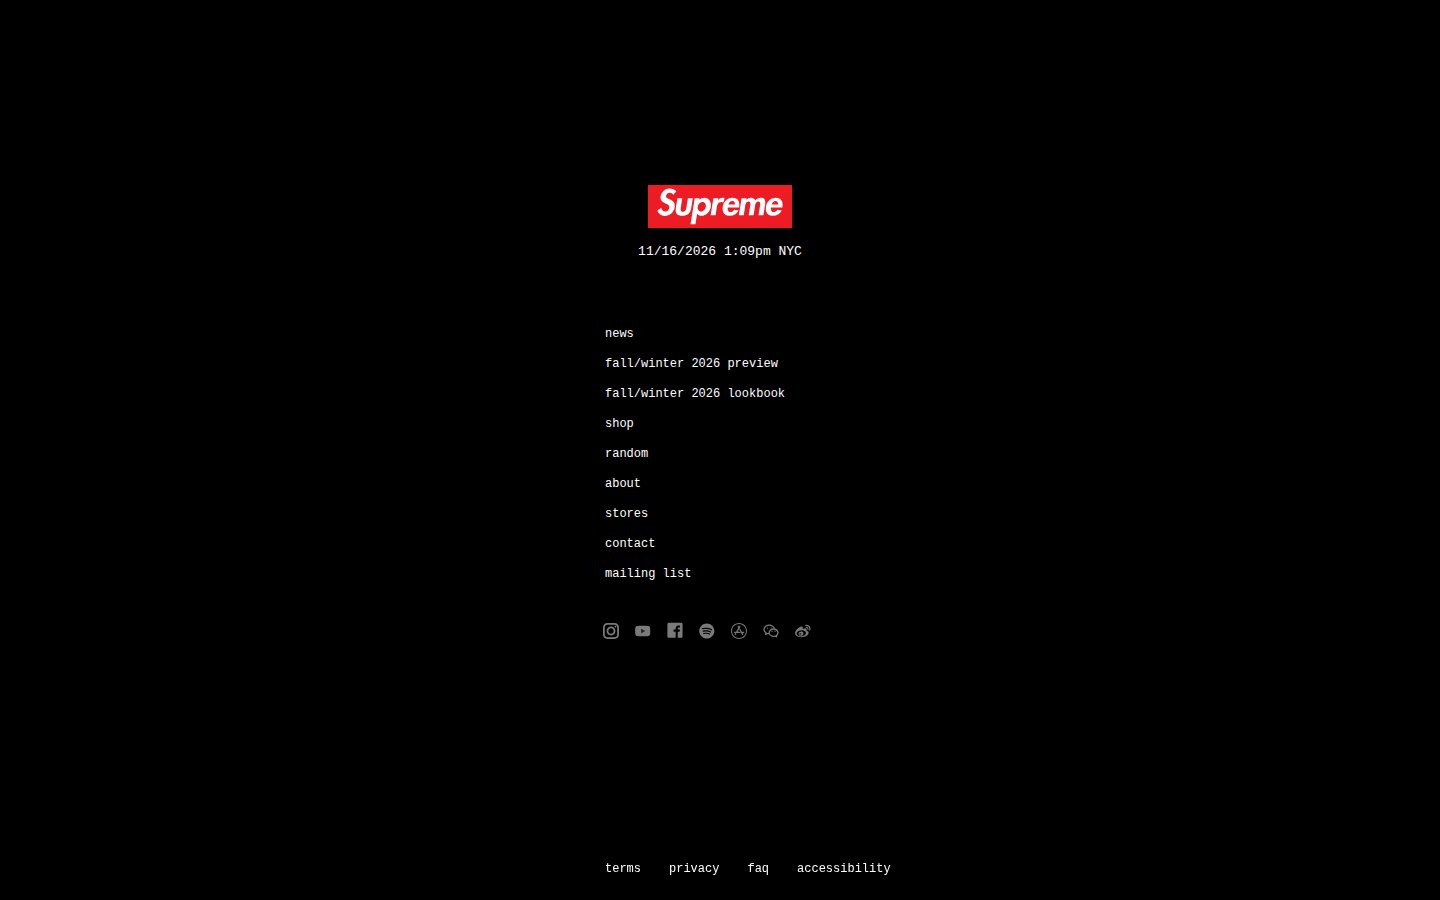 Supreme
11/16/2026 1:09pm NYC
news
fall/winter 2026 preview
fall/winter 2026 lookbook
shop
random
about
stores
contact
mailing list
terms privacy faq accessibility